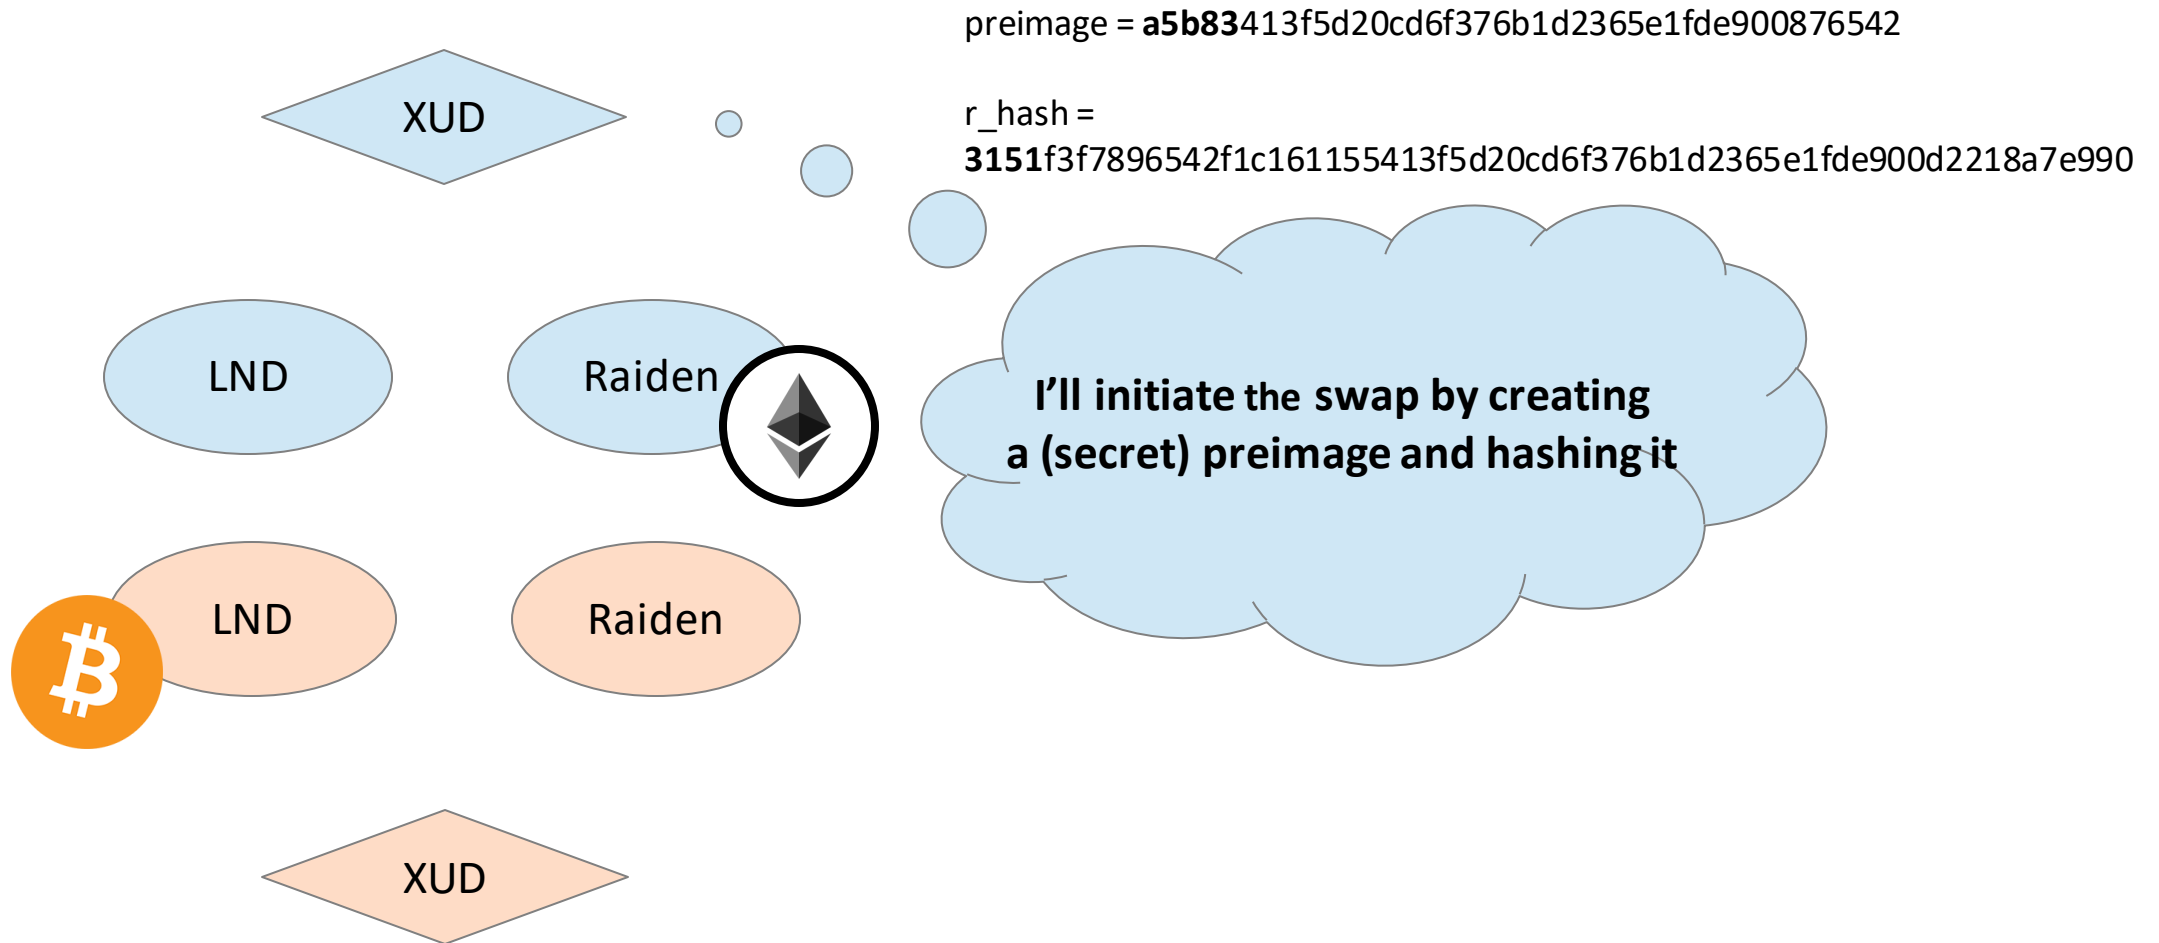 preimage = a5b83413f5d20cd6f376b1d2365e1fde900876542
XUD
r_hash =
3151f3f7896542f1c161155413f5d20cd6f376b1d2365e1fde900d2218a7e990
LND
Raiden
I’ll initiate the swap by creating
a (secret) preimage and hashing it
LND
Raiden
XUD